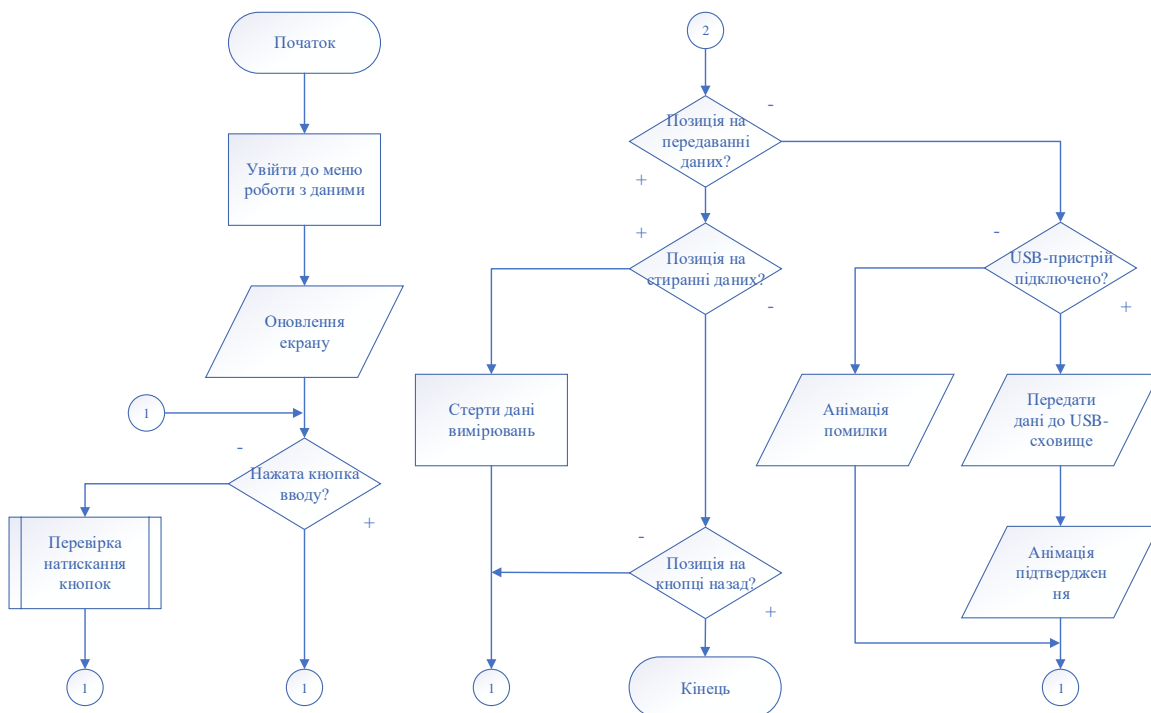 Початок
Увійти до меню
роботи з даними
Оновлення
екрану
1
-
Нажата кнопка
вводу?
+
Перевірка
натискання
кнопок
1
1
2
-
Позиція на
передаванні
даних?
+
+
Позиція на
стиранні даних?
-
Стерти дані
вимірювань
-
Позиція на
кнопці назад?
+
1
Кінець
-
USB-пристрій
підключено?
+
Анімація
помилки
Передати
дані до USB-
сховище
Анімація
підтверджен
ня
1